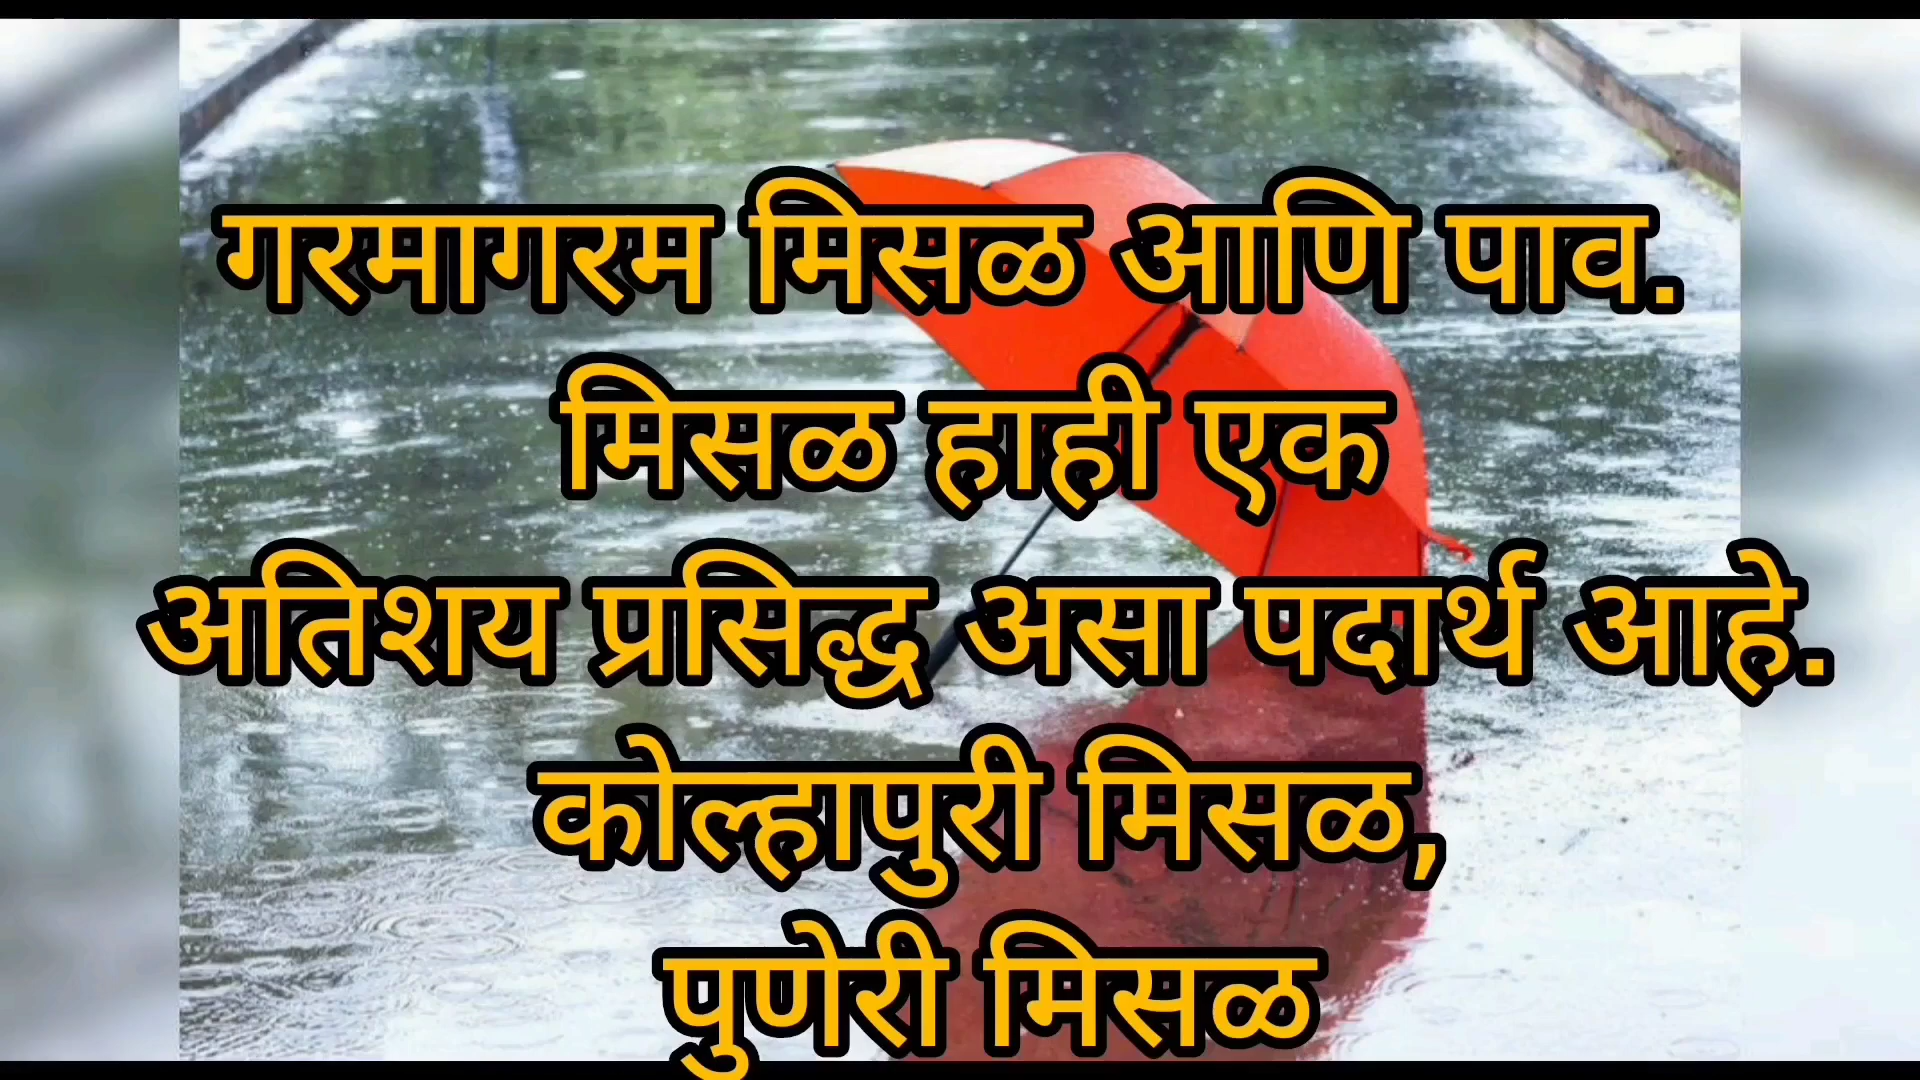 गरमागरम मिसळ आणि पाव.
मिसळ हाही एक
अतिशय प्रसिद्ध असा पदार्थ आहे.
कोल्हापुरी मिसळ,
पुणेरी मिसळ